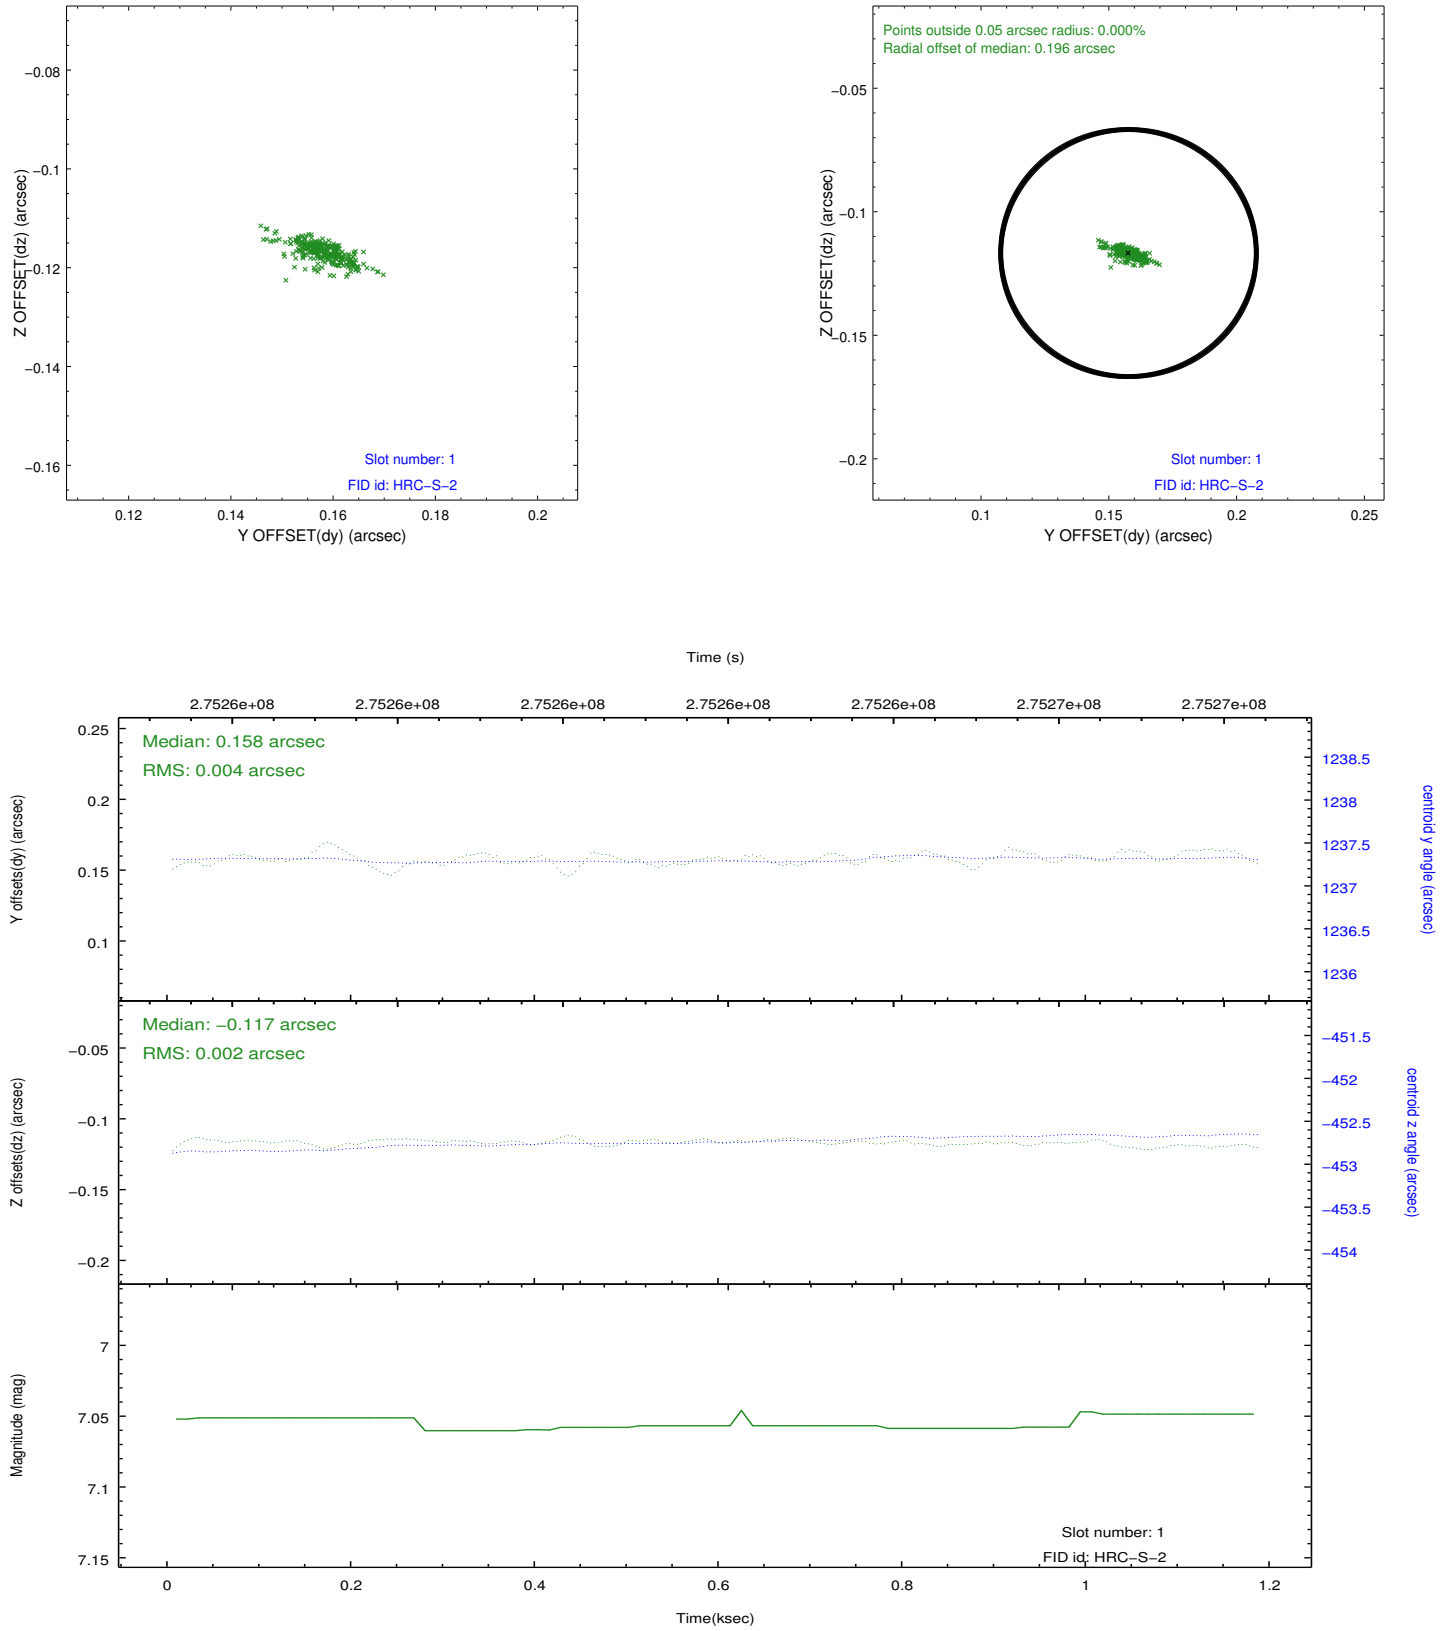 −0.08
−0.1
−0.12
−0.14
−0.16
Z OFFSET(dz) (arcsec)
Slot number: 1
FID id: HRC−S−2
0.12 0.14 0.16 0.18 0.2
Y OFFSET(dy) (arcsec)
Points outside 0.05 arcsec radius: 0.000%
Radial offset of median: 0.196 arcsec
−0.05
−0.1
−0.15
−0.2
Z OFFSET(dz) (arcsec)
Slot number: 1
FID id: HRC−S−2
0.1 0.15 0.2 0.25
Y OFFSET(dy) (arcsec)
Time (s)
2.7526e+08 2.7526e+08 2.7526e+08 2.7526e+08 2.7526e+08 2.7527e+08 2.7527e+08
Median: 0.158 arcsec
RMS: 0.004 arcsec
0.25
0.2
0.15
0.1
Y offsets(dy) (arcsec)
1238.5
1238
1237.5
1237
1236.5
1236
centroid y angle (arcsec)
Median: −0.117 arcsec
RMS: 0.002 arcsec
−0.05
−0.1
−0.15
−0.2
Z offsets(dz) (arcsec)
−451.5
−452
−452.5
−453
−453.5
−454
centroid z angle (arcsec)
7
7.05
7.1
7.15
Magnitude (mag)
Slot number: 1
FID id: HRC−S−2
0 0.2 0.4 0.6 0.8 1 1.2
Time(ksec)